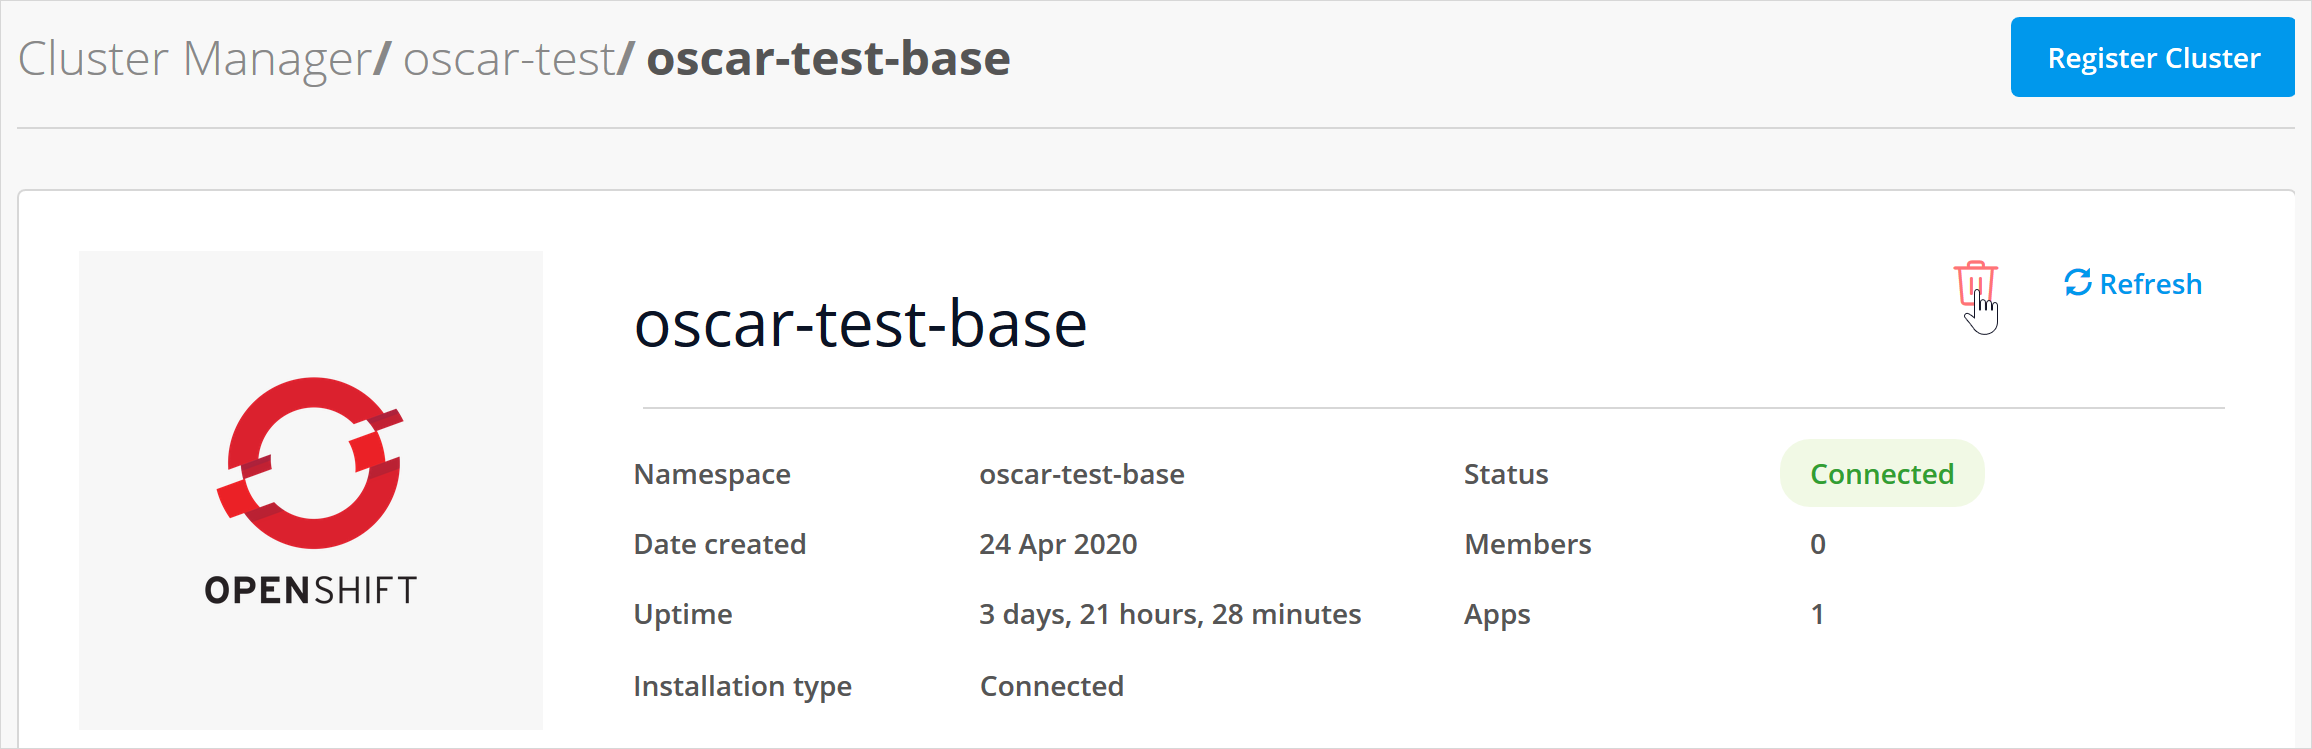 Cluster Manager/ oscar-test/ oscar-test-base
Register Cluster
Refresh
oscar-test-base
OPENSHIFT
Namespace oscar-test-base Status Connected
Date created 24 Apr 2020 Members 0
Uptime 3 days, 21 hours, 28 minutes Apps 1
Installation type Connected